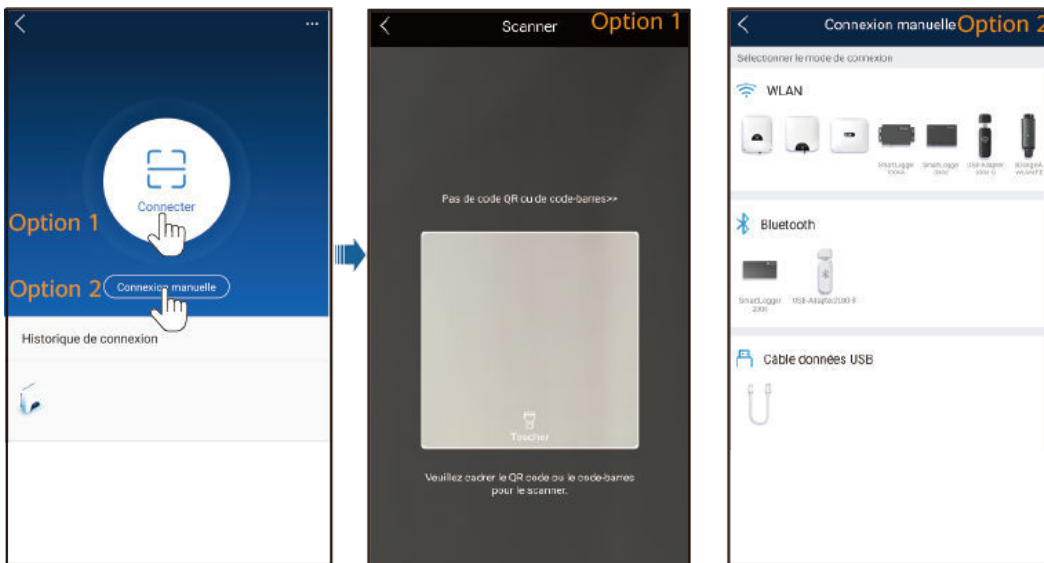 ...
Connecter
Option 1
Option 2
Connexion manuelle
Historique de connexion
Scanner
Option 1
Pas de code QR ou de code-barres>>
Toucher
Veuillez cadrer le QR code ou le code-barres
pour le scanner.
Connexion manuelle
Option 2
Sélectionner le mode de connexion
WLAN
SmartLogger
SmartLogger
USB-Adapter
Bluetooth
SmartLogger
2000
USB-Adapter2000-B
Câble données USB